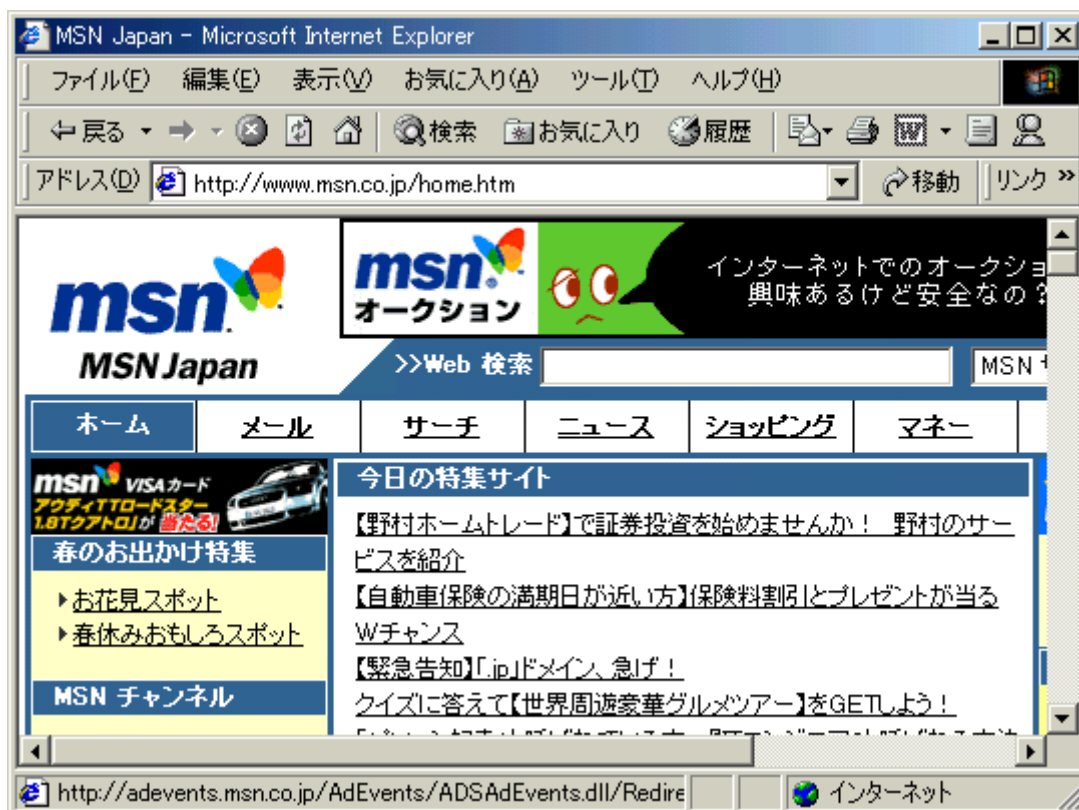 MSN Japan - Microsoft Internet Explorer
ファイル(F) 編集(E) 表示(V) お気に入り(A) ツール(T) ヘルプ(H)
戻る 検索 お気に入り 履歴
アドレス(D) http://www.msn.co.jp/home.htm 移動 リンク »
msn
MSN Japan
msn
オークション
インターネットでのオークショ
興味あるけど安全なの?
>>Web 検索 MSN サ
ホーム メール サーチ ニュース ショッピング マネー
msn VISAカード
アウディTTロードスター
1.8Tクアトロ」が 当たる!
春のお出かけ特集
お花見スポット
春休みおもしろスポット
MSN チャンネル
今日の特集サイト
【野村ホームトレード】で証券投資を始めませんか! 野村のサー
ビスを紹介
【自動車保険の満期日が近い方】保険料割引とプレゼントが当る
Wチャンス
【緊急告知】「.jp」ドメイン、急げ!
クイズに答えて【世界周遊豪華グルメツアー】をGETしよう!
http://adevents.msn.co.jp/AdEvents/ADSAdEvents.dll/Redire インターネット